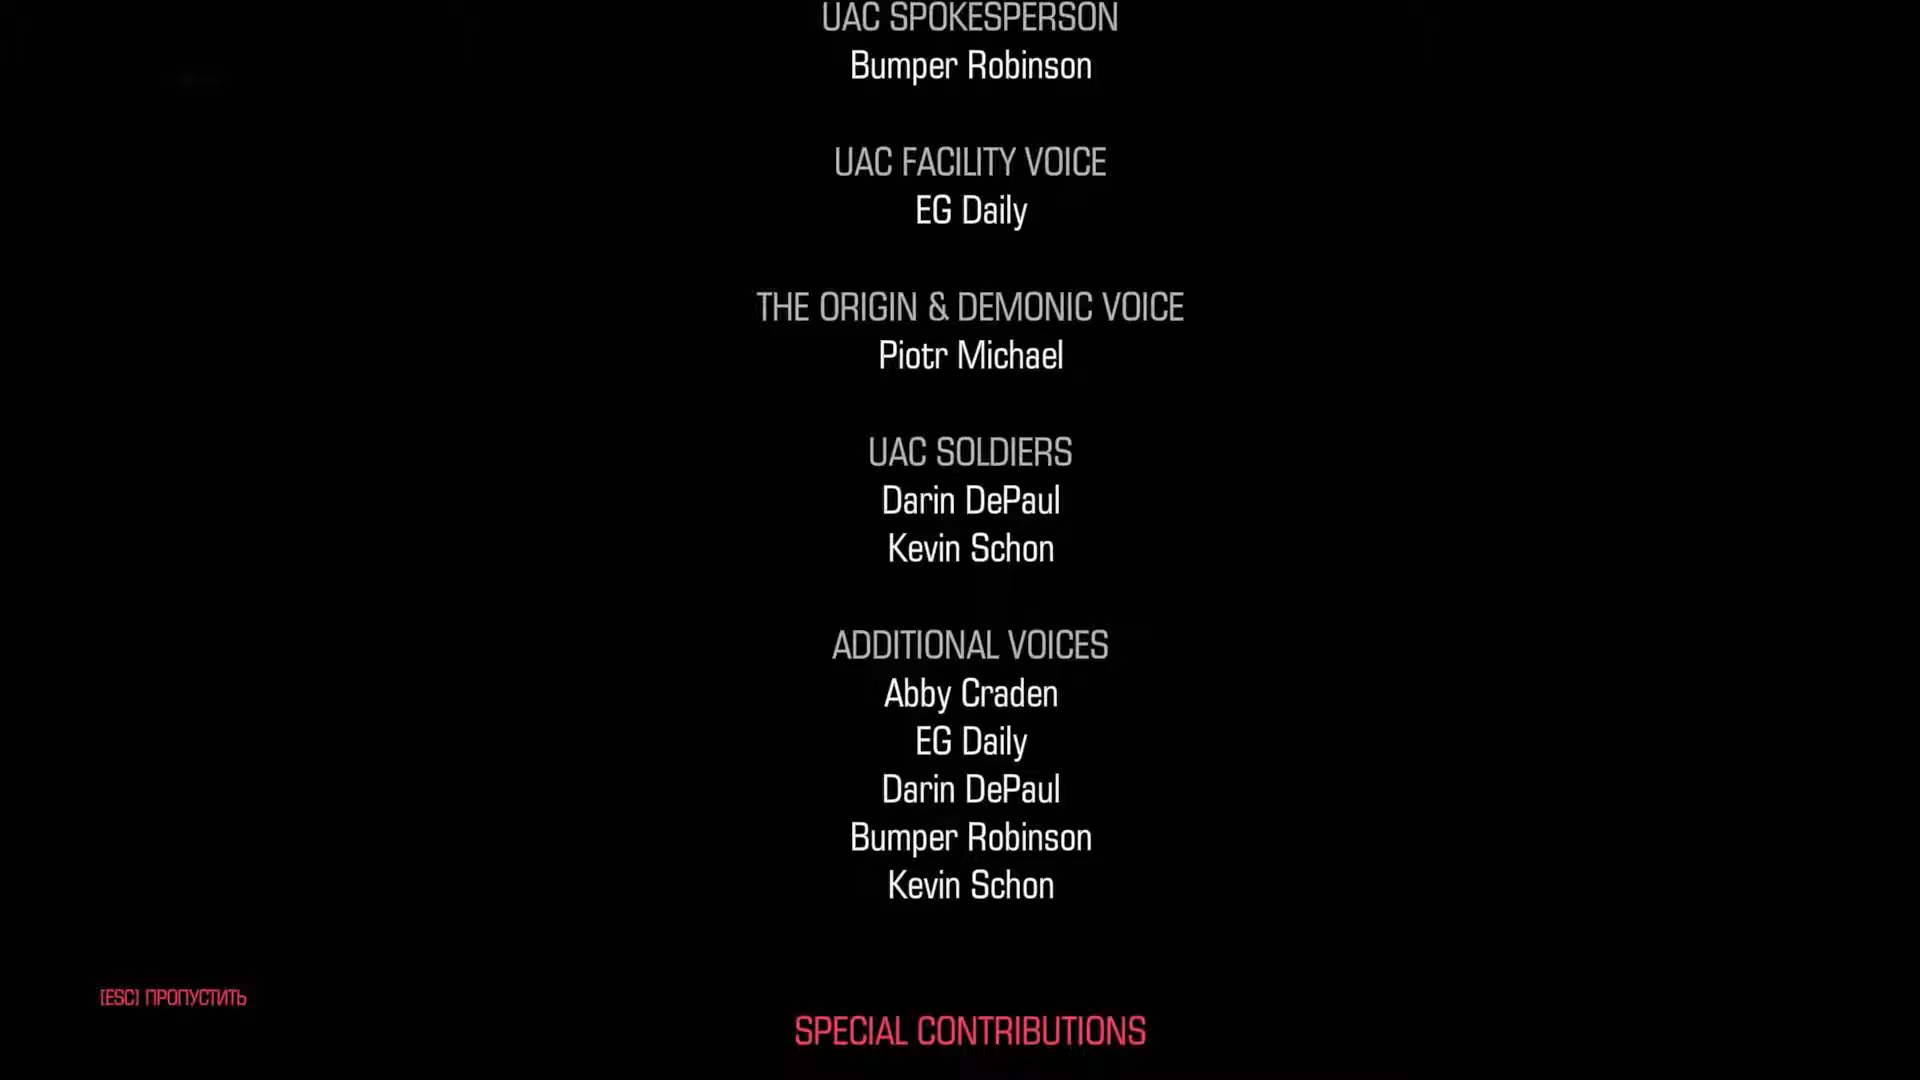 UAC SPOKESPERSON
Bumper Robinson
UAC FACILITY VOICE
EG Daily
THE ORIGIN & DEMONIC VOICE
Piotr Michael
UAC SOLDIERS
Darin DePaul
Kevin Schon
ADDITIONAL VOICES
Abby Craden
EG Daily
Darin DePaul
Bumper Robinson
Kevin Schon
[ESC] ПРОПУСТИТЬ
SPECIAL CONTRIBUTIONS